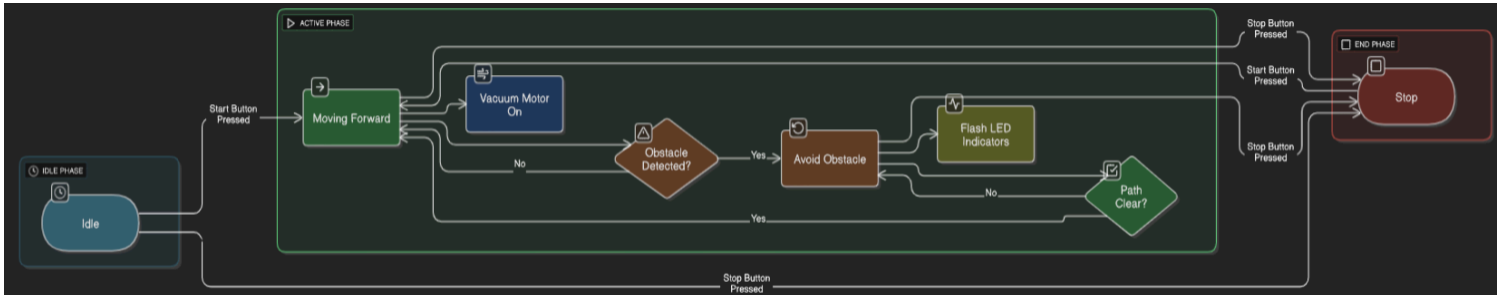 ACTIVE PHASE
Stop Button
Pressed
END PHASE
Start Button
Pressed
Vacuum Motor
On
Stop
Start Button
Pressed
Moving Forward
Flash LED
Indicators
Obstacle
Detected?
Yes
Avoid Obstacle
Stop Button
Pressed
No
IDLE PHASE
No
Path
Clear?
Idle
Yes
Stop Button
Pressed